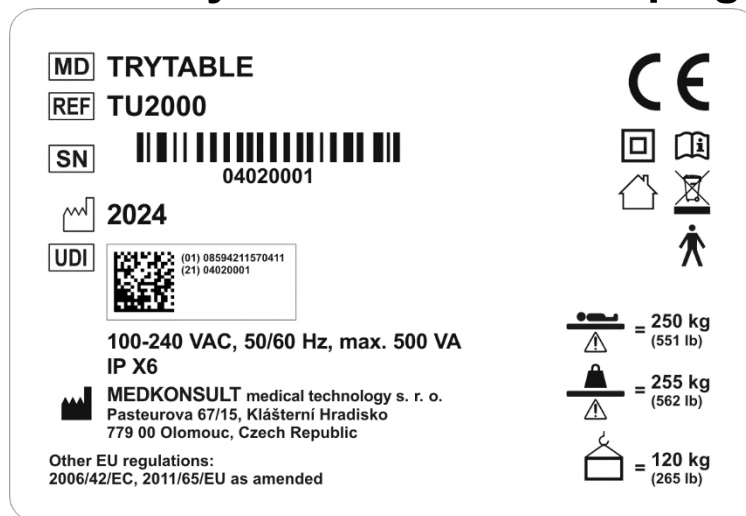 MD TRYTABLE
REF TU2000
SN
04020001
2024
UDI
(01) 08594211570411
(21) 04020001
100-240 VAC, 50/60 Hz, max. 500 VA
IP X6
MEDKONSULT medical technology s. r. o.
Pasteurova 67/15, Klášterní Hradisko
779 00 Olomouc, Czech Republic
Other EU regulations:
2006/42/EC, 2011/65/EU as amended
CE
= 250 kg
(551 lb)
= 255 kg
(562 lb)
= 120 kg
(265 lb)